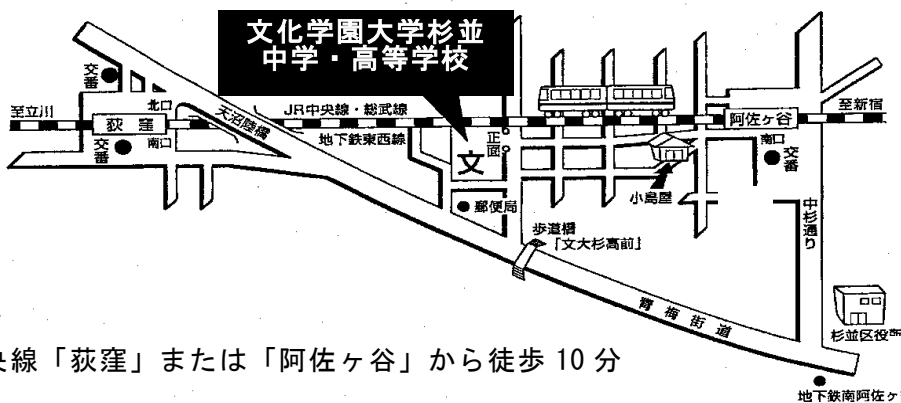 文化学園大学杉並
中学・高等学校
交番
北口
至立川
荻窪
南口
交番
天沼陸橋
JR中央線・総武線
地下鉄東西線
正面
文
郵便局
歩道橋
「文大杉高前」
小島屋
阿佐ヶ谷
至新宿
南口
交番
中杉通り
青梅街道
杉並区役所
地下鉄南阿佐ヶ
央線「荻窪」または「阿佐ヶ谷」から徒歩 10 分